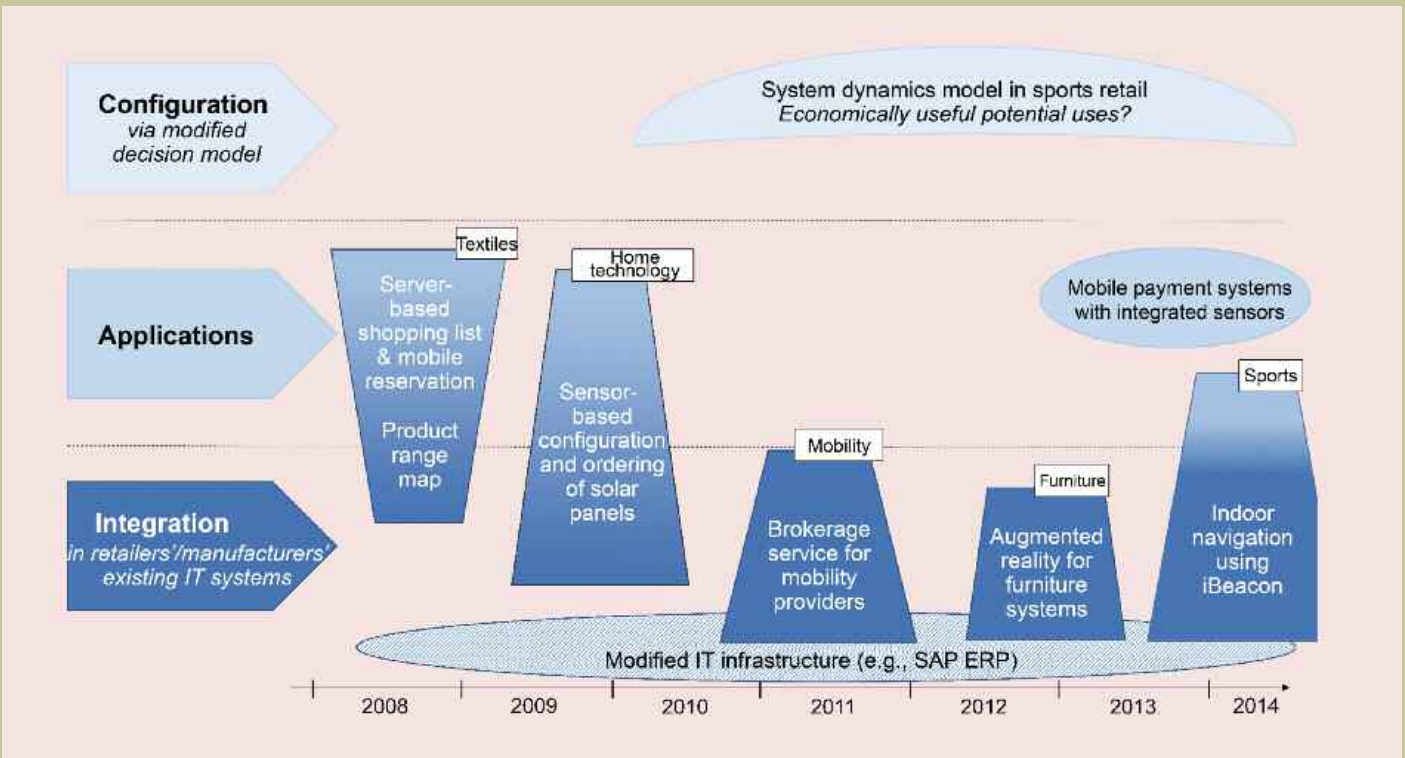 Configuration
via modified
decision model
System dynamics model in sports retail
Economically useful potential uses?
Applications
Textiles
Server-
based
shopping list
& mobile
reservation
Product
range
map
Home
technology
Sensor-
based
configuration
and ordering
of solar
panels
Mobile payment systems
with integrated sensors
Integration
in retailers'/manufacturers'
existing IT systems
Mobility
Brokerage
service for
mobility
providers
Furniture
Augmented
reality for
furniture
systems
Sports
Indoor
navigation
using
iBeacon
Modified IT infrastructure (e.g., SAP ERP)
2008 2009 2010 2011 2012 2013 2014